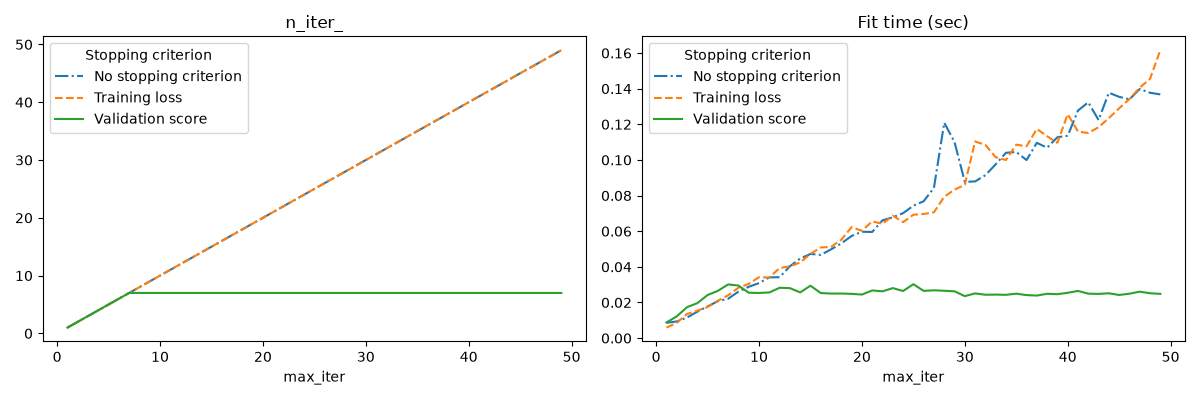 n_iter_
50
40
30
20
10
0
0
10
20
30
40
50
max_iter
Stopping criterion
No stopping criterion
Training loss
Validation score
Fit time (sec)
0.16
0.14
0.12
0.10
0.08
0.06
0.04
0.02
0.00
0
10
20
30
40
50
max_iter
Stopping criterion
No stopping criterion
Training loss
Validation score